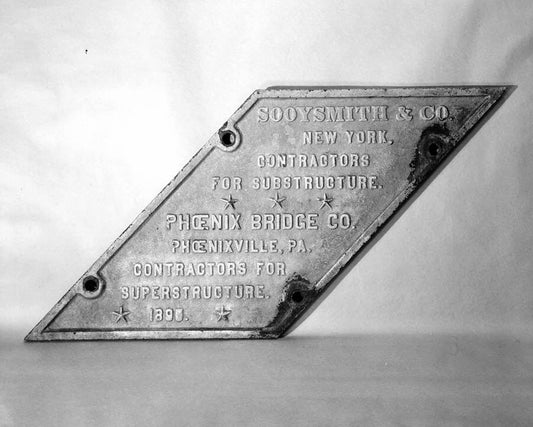 SOOYSMITH & CO.
NEW YORK,
CONTRACTORS
FOR SUBSTRUCTURE.
PHŒNIX BRIDGE CO.
PHŒNIXVILLE, PA.
CONTRACTORS FOR
SUPERSTRUCTURE.